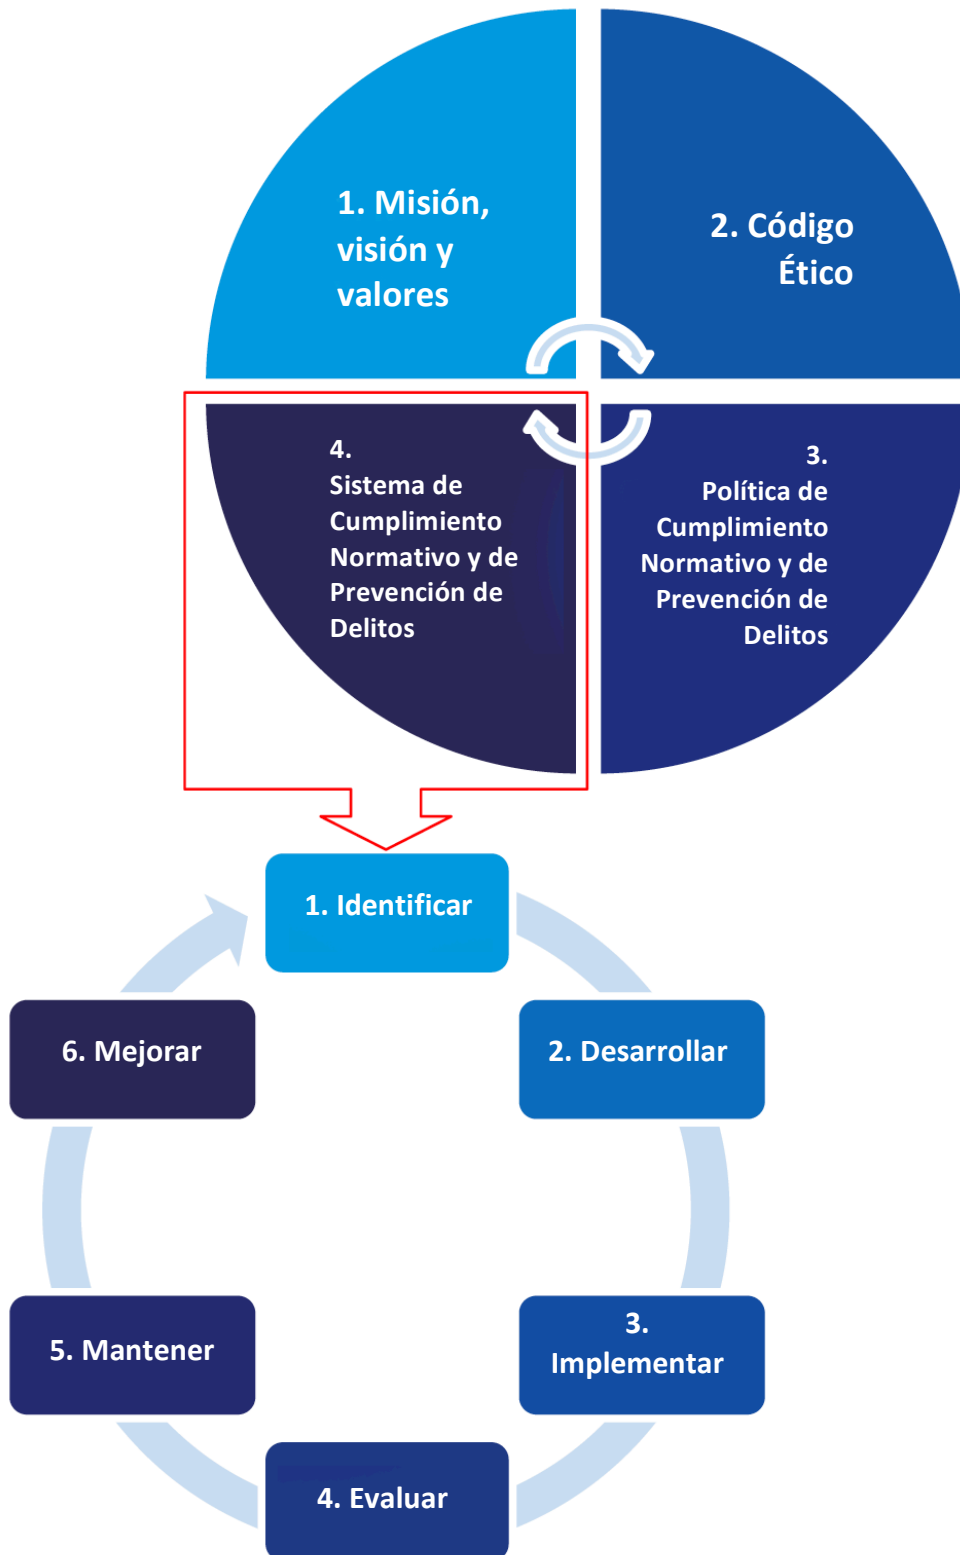 1. Misión,
visión y
valores
2. Código
Ético
3.
Política de
Cumplimiento
Normativo y de
Prevención de
Delitos
4.
Sistema de
Cumplimiento
Normativo y de
Prevención de
Delitos
1. Identificar
2. Desarrollar
3.
Implementar
4. Evaluar
5. Mantener
6. Mejorar